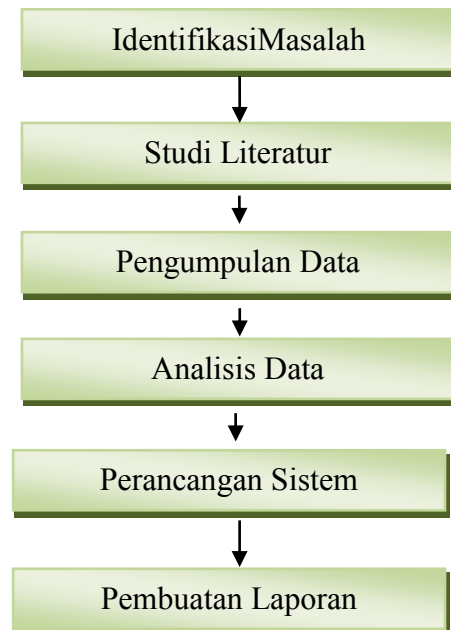 IdentifikasiMasalah
Studi Literatur
Pengumpulan Data
Analisis Data
Perancangan Sistem
Pembuatan Laporan